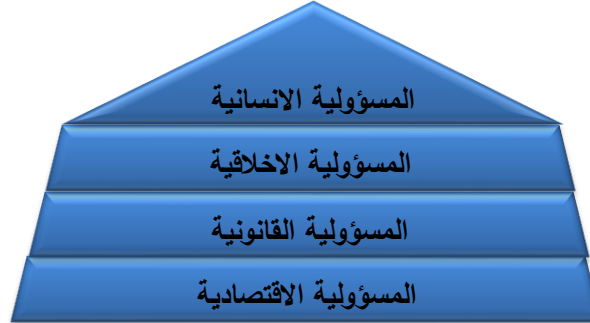 المسؤولية الانسانية
المسؤولية الاخلاقية
المسؤولية القانونية
المسؤولية الاقتصادية